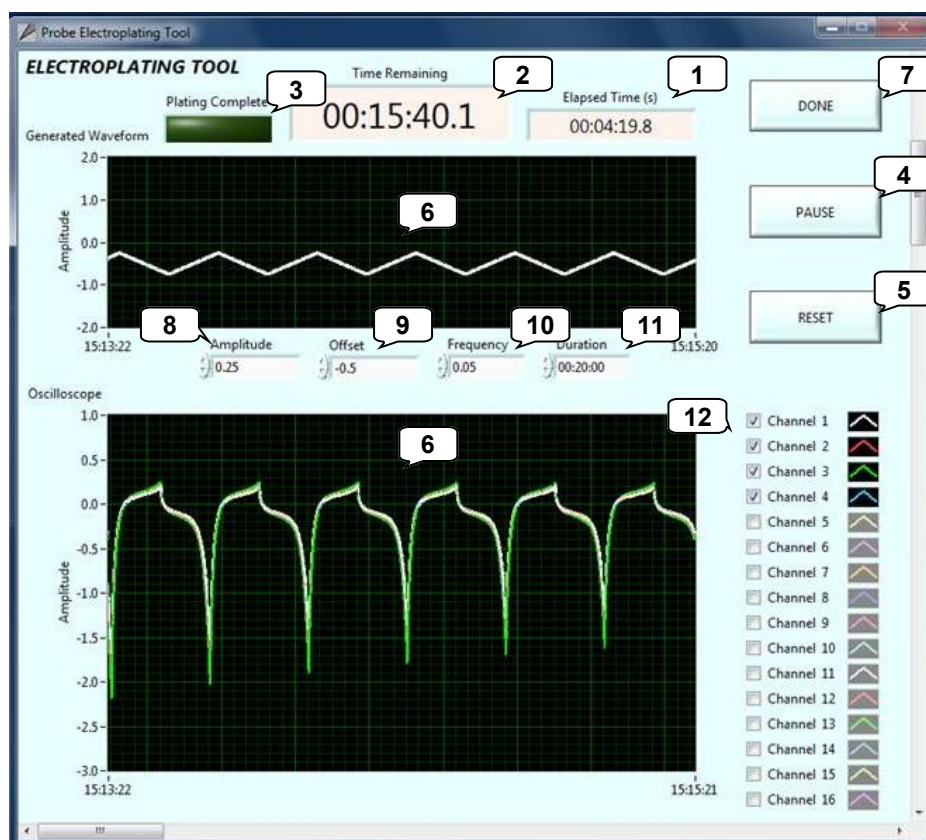 Probe Electroplating Tool
ELECTROPLATING TOOL
Time Remaining
2
1
7
3
Plating Complete
00:15:40.1
Elapsed Time (s)
00:04:19.8
DONE
Generated Waveform
2.0
1.0
0.0
-1.0
-2.0
Amplitude
6
4
PAUSE
15:13:22
15:15:20
5
RESET
8
9
10
11
Amplitude
Offset
Frequency
Duration
0.25
-0.5
0.05
00:20:00
Oscilloscope
1.0
0.5
0.0
-0.5
-1.0
-1.5
-2.0
-2.5
-3.0
Amplitude
6
15:13:22
15:15:21
12
Channel 1
Channel 2
Channel 3
Channel 4
Channel 5
Channel 6
Channel 7
Channel 8
Channel 9
Channel 10
Channel 11
Channel 12
Channel 13
Channel 14
Channel 15
Channel 16